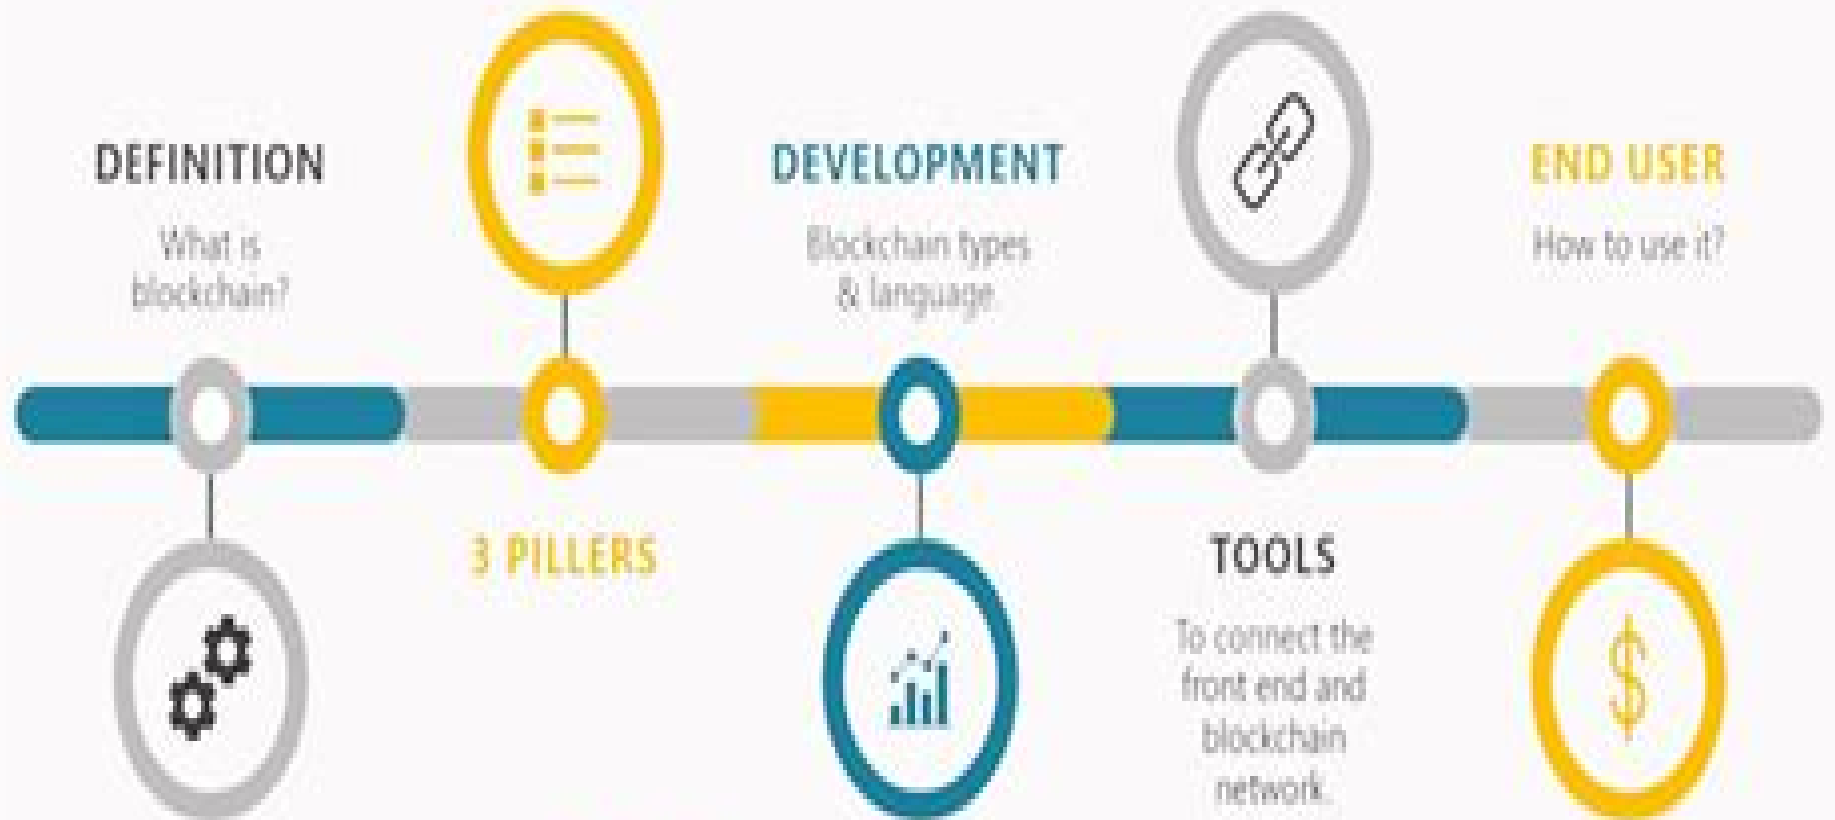 DEFINITION
What is
blockchain?
3 PILLERS
DEVELOPMENT
Blockchain types
& language
TOOLS
To connect the
front end and
blockchain
network.
END USER
How to use it?